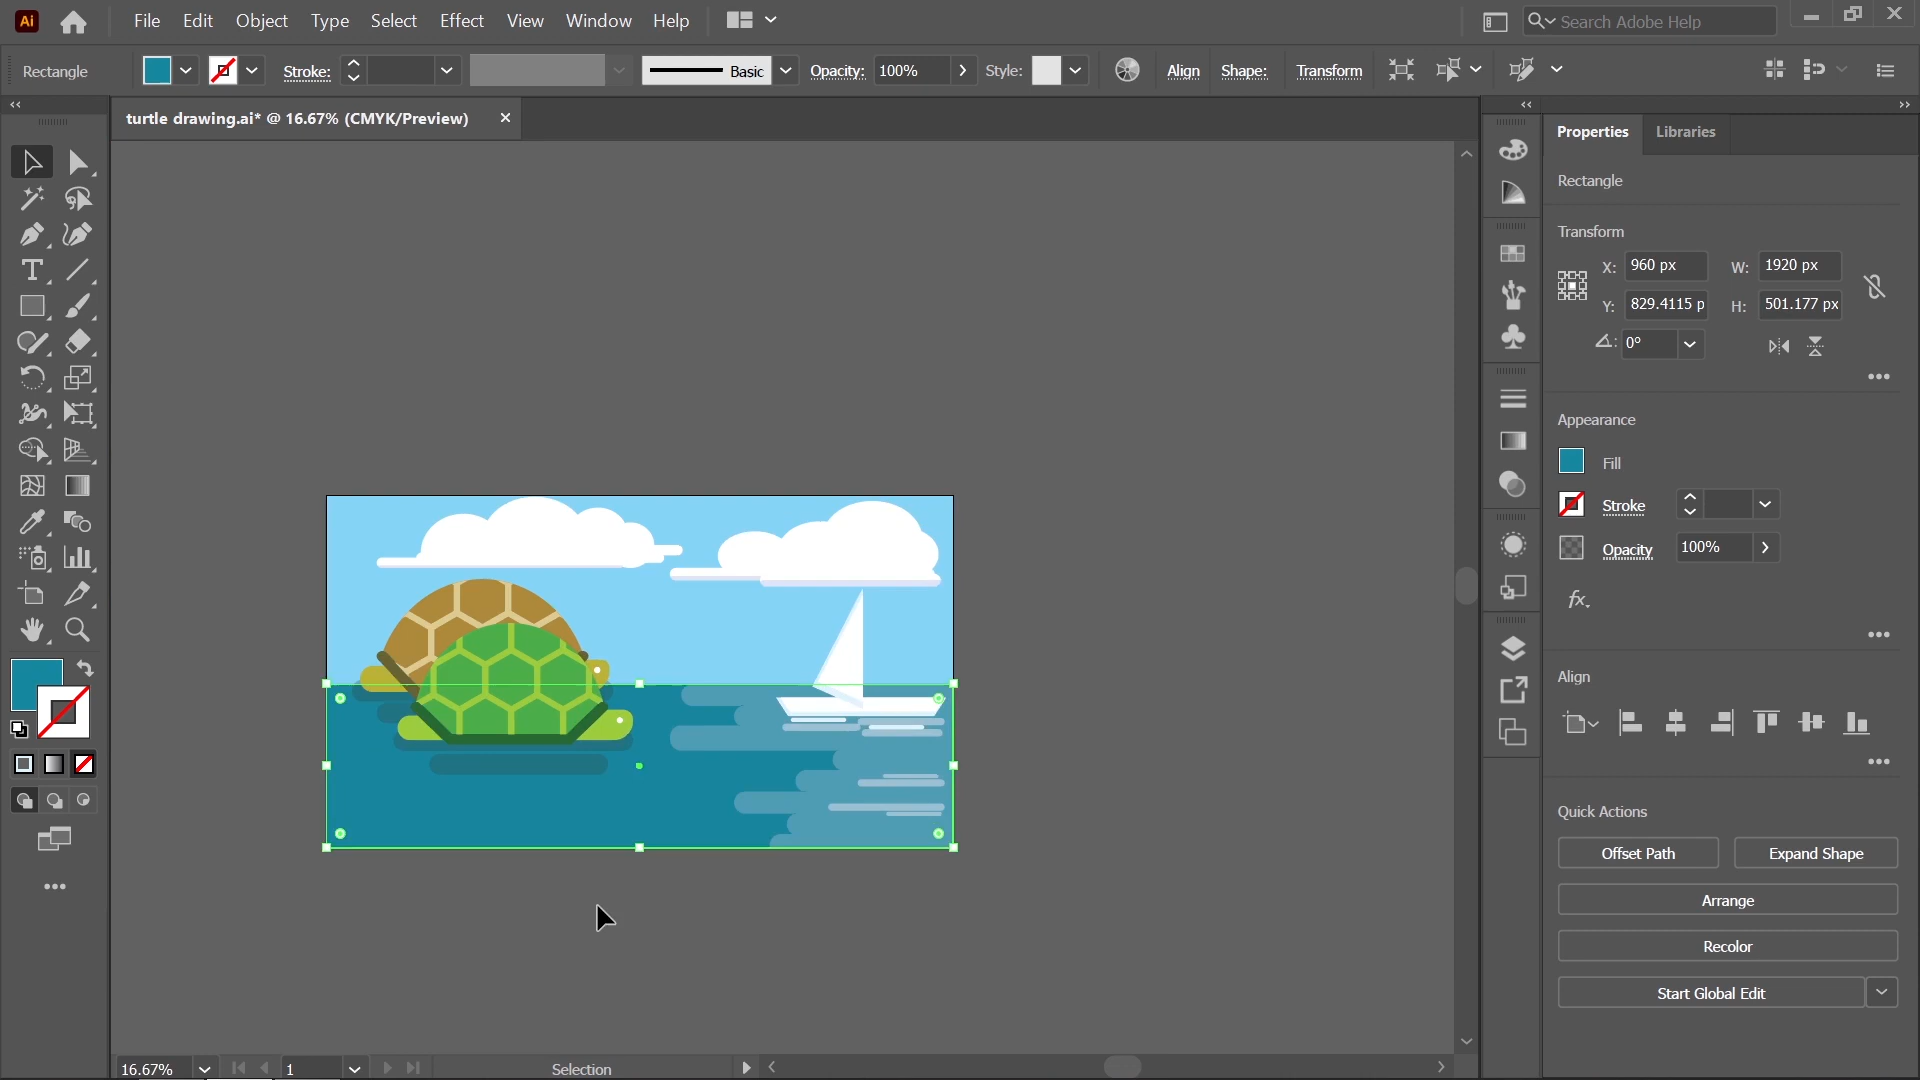 Ai File Edit Object Type Select Effect View Window Help Search Adobe Help
Rectangle Stroke: Basic Opacity: 100% Style: Align Shape: Transform
turtle drawing.ai* @ 16.67% (CMYK/Preview)
Properties Libraries
Rectangle
Transform
X: 960 px W: 1920 px
Y: 829.4115 p H: 501.177 px
0°
Appearance
Fill
Stroke
Opacity 100%
fx
Align
Quick Actions
Offset Path Expand Shape
Arrange
Recolor
Start Global Edit
16.67% 1 Selection